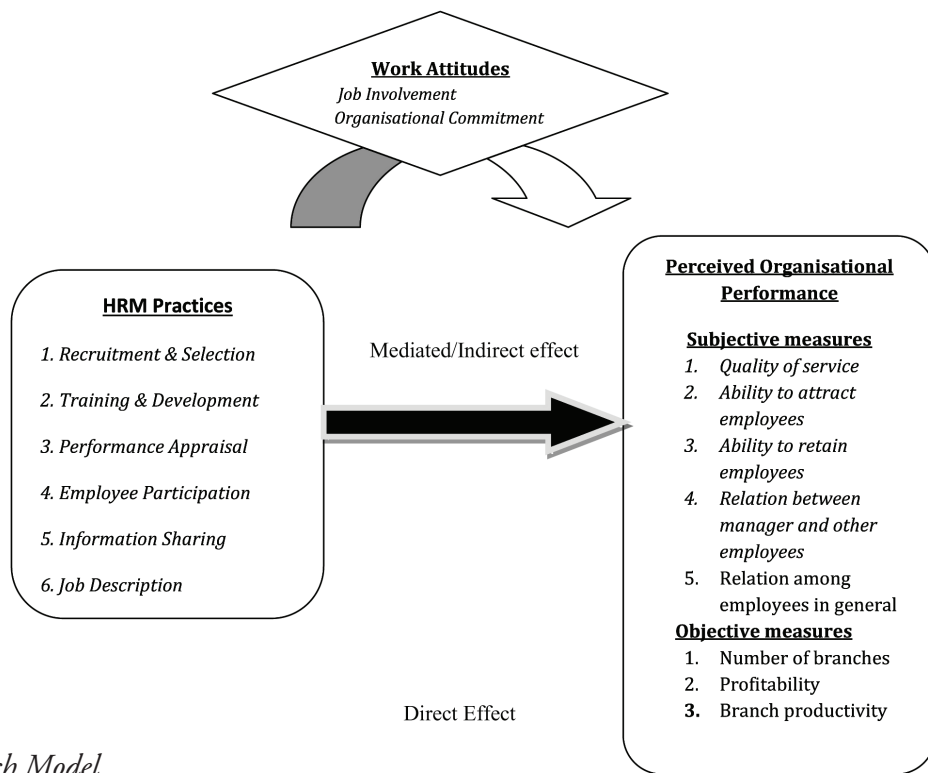 Work Attitudes
Job Involvement
Organisational Commitment
HRM Practices
1. Recruitment & Selection
2. Training & Development
3. Performance Appraisal
4. Employee Participation
5. Information Sharing
6. Job Description
Mediated/Indirect effect
Direct Effect
Perceived Organisational
Performance
Subjective measures
1. Quality of service
2. Ability to attract
employees
3. Ability to retain
employees
4. Relation between
manager and other
employees
5. Relation among
employees in general
Objective measures
1. Number of branches
2. Profitability
3. Branch productivity
ch Model